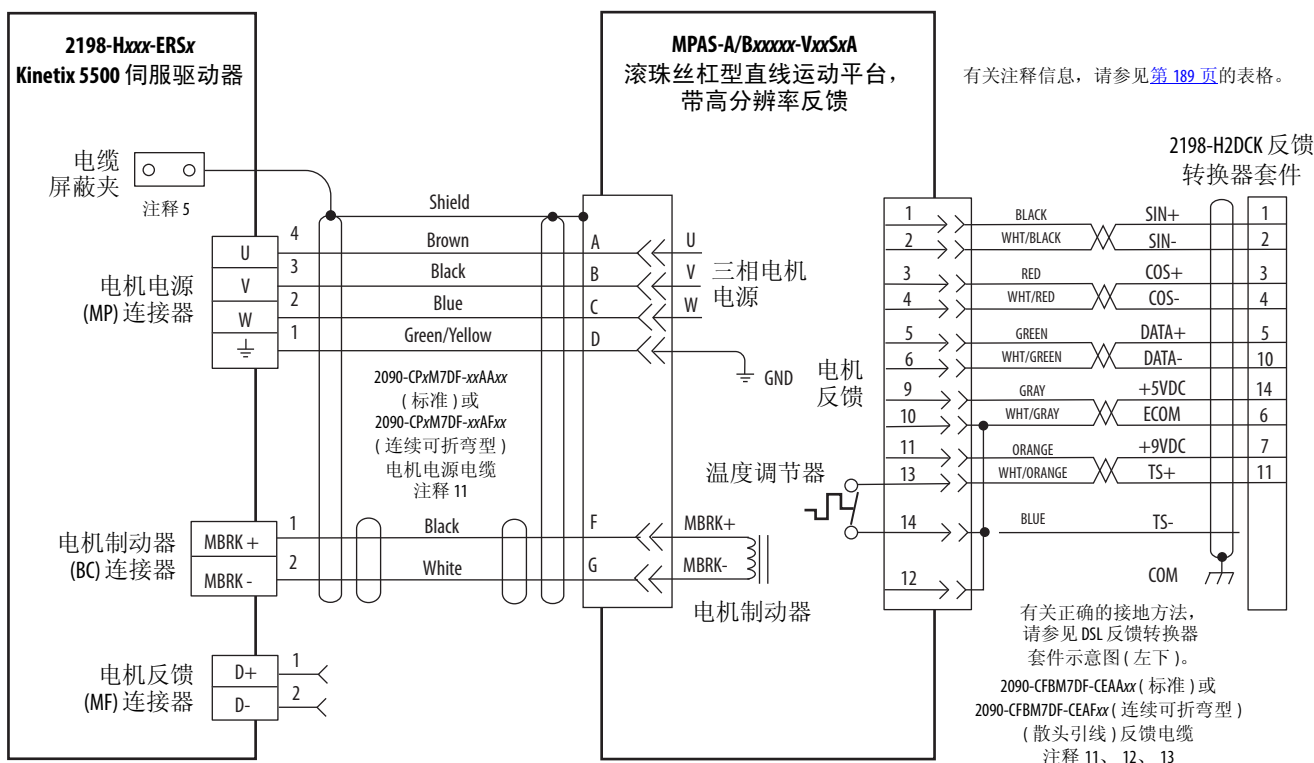 2198-Hxxx-ERSx
Kinetix 5500 伺服驱动器
MPAS-A/Bxxxxx-VxxSxA
滚珠丝杠型直线运动平台，
带高分辨率反馈
有关注释信息，请参见第 189 页的表格。
2198-H2DCK 反馈
转换器套件
电缆
屏蔽夹
注释 5
Shield
电机电源
(MP) 连接器
U 4 Brown A U
V 3 Black B V
W 2 Blue C W
1 Green/Yellow D
三相电机
电源
GND
2090-CPxM7DF-xxAAxx
( 标准 ) 或
2090-CPxM7DF-xxAFxx
( 连续可折弯型 )
电机电源电缆
注释 11
电机制动器
(BC) 连接器
MBRK + 1 Black F MBRK+
MBRK - 2 White G MBRK-
电机制动器
电机反馈
(MF) 连接器
D+ 1
D- 2
电机
反馈
温度调节器
1 BLACK SIN+ 1
2 WHT/BLACK SIN- 2
3 RED COS+ 3
4 WHT/RED COS- 4
5 GREEN DATA+ 5
6 WHT/GREEN DATA- 10
9 GRAY +5VDC 14
10 WHT/GRAY ECOM 6
11 ORANGE +9VDC 7
13 WHT/ORANGE TS+ 11
14 BLUE TS-
12
COM
有关正确的接地方法，
请参见 DSL 反馈转换器
套件示意图 ( 左下 )。
2090-CFBM7DF-CEAAxx ( 标准 ) 或
2090-CFBM7DF-CEAFxx ( 连续可折弯型 )
( 散头引线 ) 反馈电缆
注释 11、 12、 13